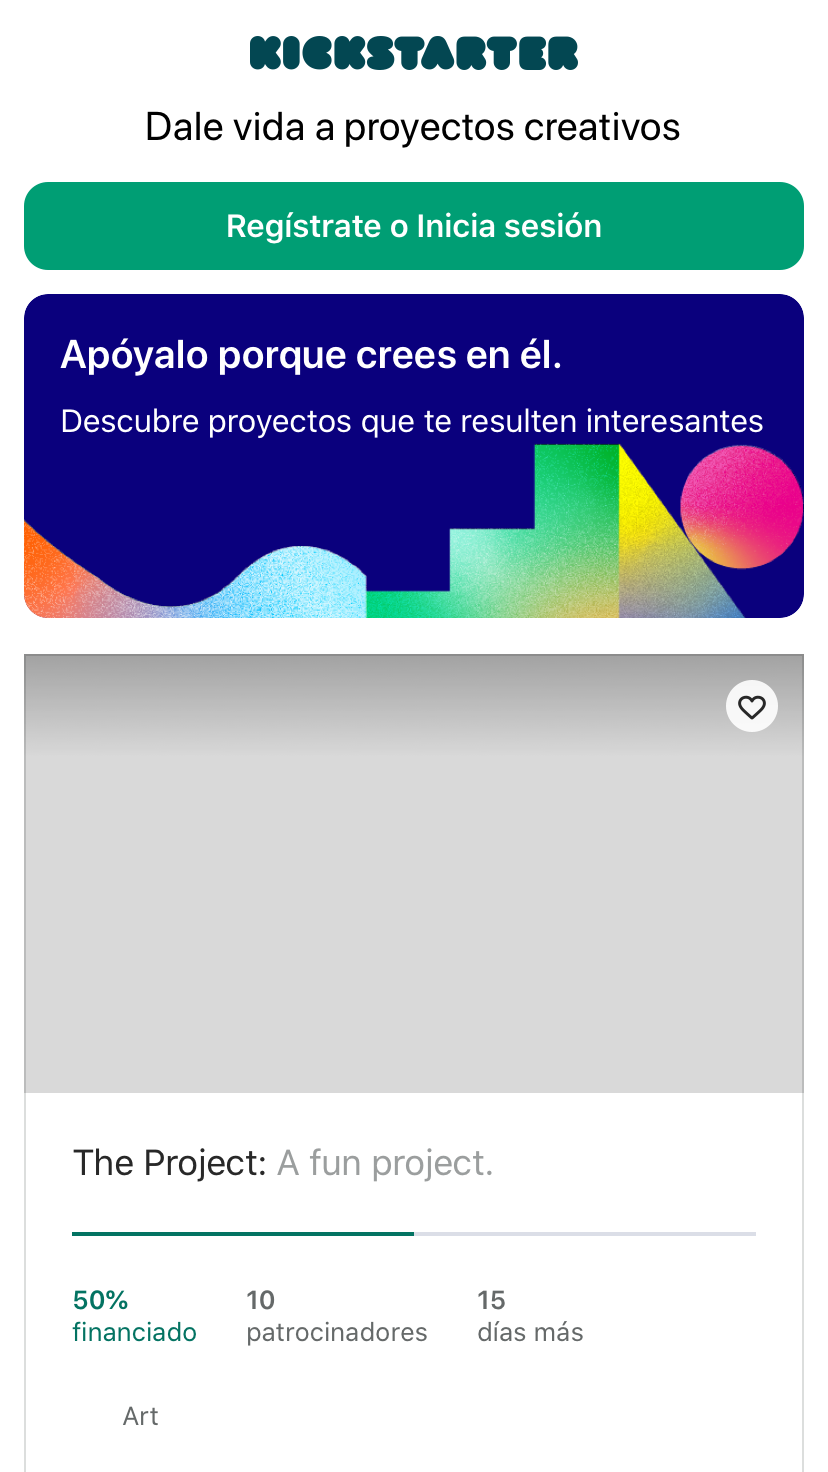 KICKSTARTER
Dale vida a proyectos creativos
Regístrate o Inicia sesión
Apóyalo porque crees en él.
Descubre proyectos que te resulten interesantes
The Project: A fun project.
50% 10 15
financiado patrocinadores días más
Art